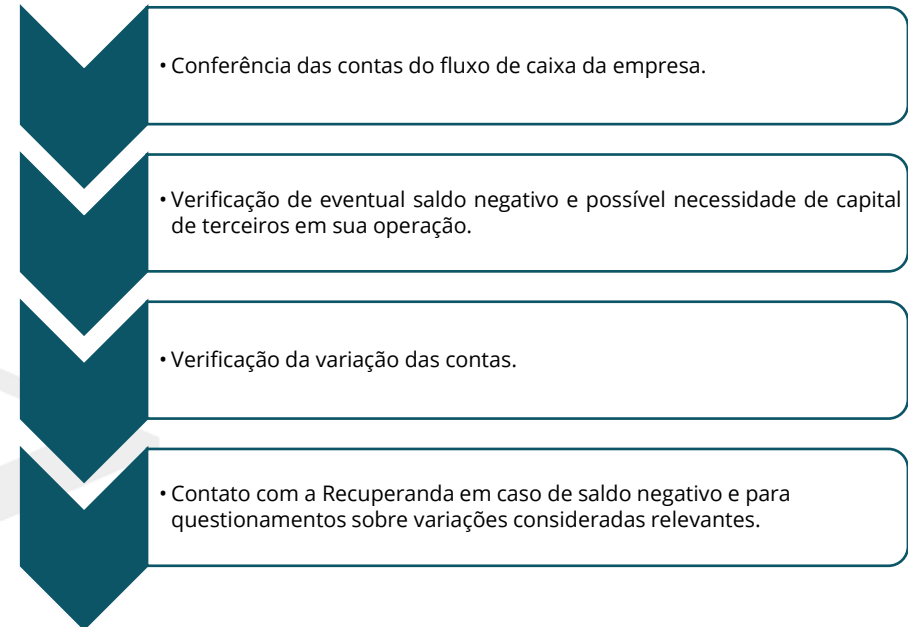 • Conferência das contas do fluxo de caixa da empresa.
• Verificação de eventual saldo negativo e possível necessidade de capital
de terceiros em sua operação.
• Verificação da variação das contas.
• Contato com a Recuperanda em caso de saldo negativo e para
questionamentos sobre variações consideradas relevantes.